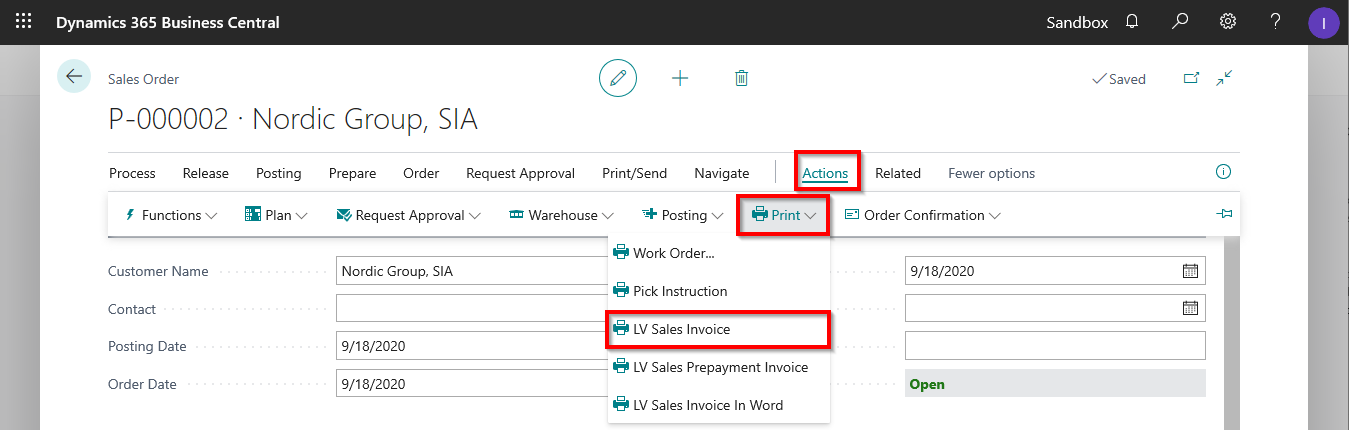 Dynamics 365 Business Central Sandbox ? I
Sales Order Saved
P-000002 · Nordic Group, SIA
Process Release Posting Prepare Order Request Approval Print/Send Navigate Actions Related Fewer options
Functions Plan Request Approval Warehouse Posting Print Order Confirmation
Work Order...
Pick Instruction
LV Sales Invoice
LV Sales Prepayment Invoice
LV Sales Invoice In Word
Customer Name Nordic Group, SIA 9/18/2020
Contact
Posting Date 9/18/2020
Order Date 9/18/2020 Open